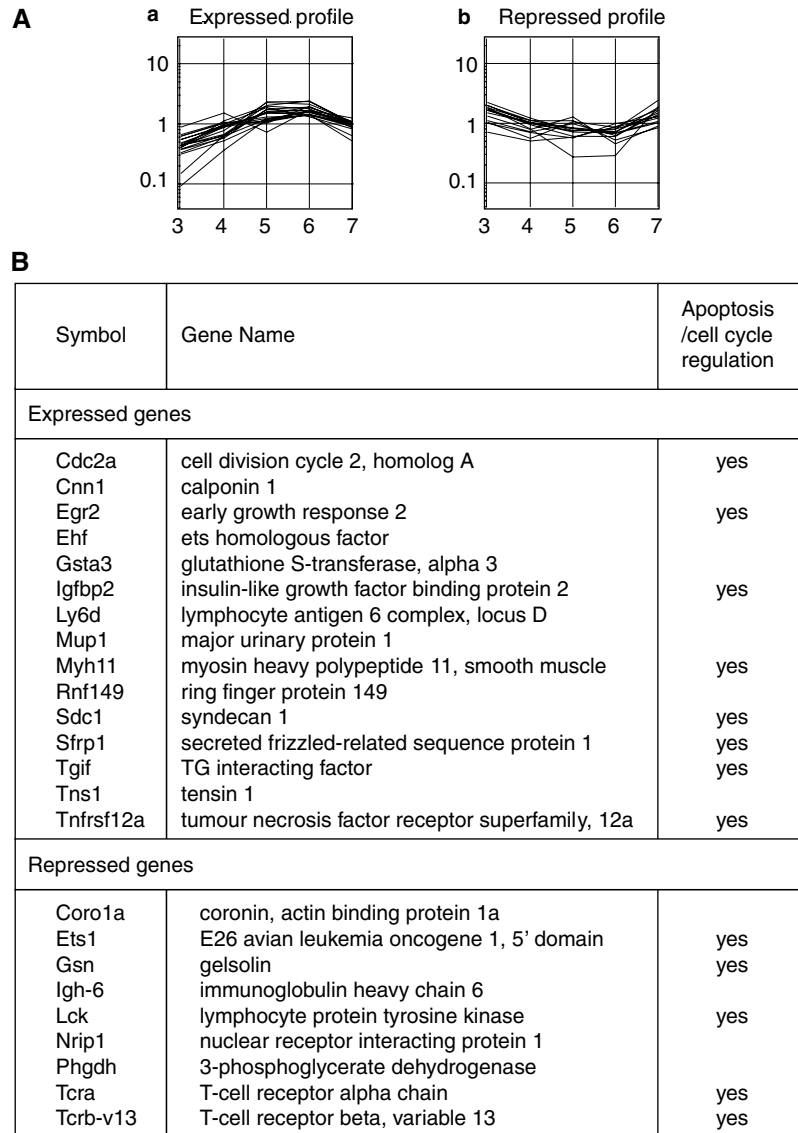 A
a Expressed profile
b Repressed profile
10
1
0.1
3 4 5 6 7
10
1
0.1
3 4 5 6 7
B
Symbol Gene Name Apoptosis /cell cycle regulation
Expressed genes
Cdc2a cell division cycle 2, homolog A yes
Cnn1 calponin 1
Egr2 early growth response 2 yes
Ehf ets homologous factor
Gsta3 glutathione S-transferase, alpha 3
Igfbp2 insulin-like growth factor binding protein 2 yes
Ly6d lymphocyte antigen 6 complex, locus D
Mup1 major urinary protein 1
Myh11 myosin heavy polypeptide 11, smooth muscle yes
Rnf149 ring finger protein 149
Sdc1 syndecan 1 yes
Sfrp1 secreted frizzled-related sequence protein 1 yes
Tgif TG interacting factor yes
Tns1 tensin 1
Tnfrsf12a tumour necrosis factor receptor superfamily, 12a yes
Repressed genes
Coro1a coronin, actin binding protein 1a
Ets1 E26 avian leukemia oncogene 1, 5’ domain yes
Gsn gelsolin yes
Igh-6 immunoglobulin heavy chain 6
Lck lymphocyte protein tyrosine kinase yes
Nrip1 nuclear receptor interacting protein 1
Phgdh 3-phosphoglycerate dehydrogenase
Tcra T-cell receptor alpha chain yes
Tcrb-v13 T-cell receptor beta, variable 13 yes